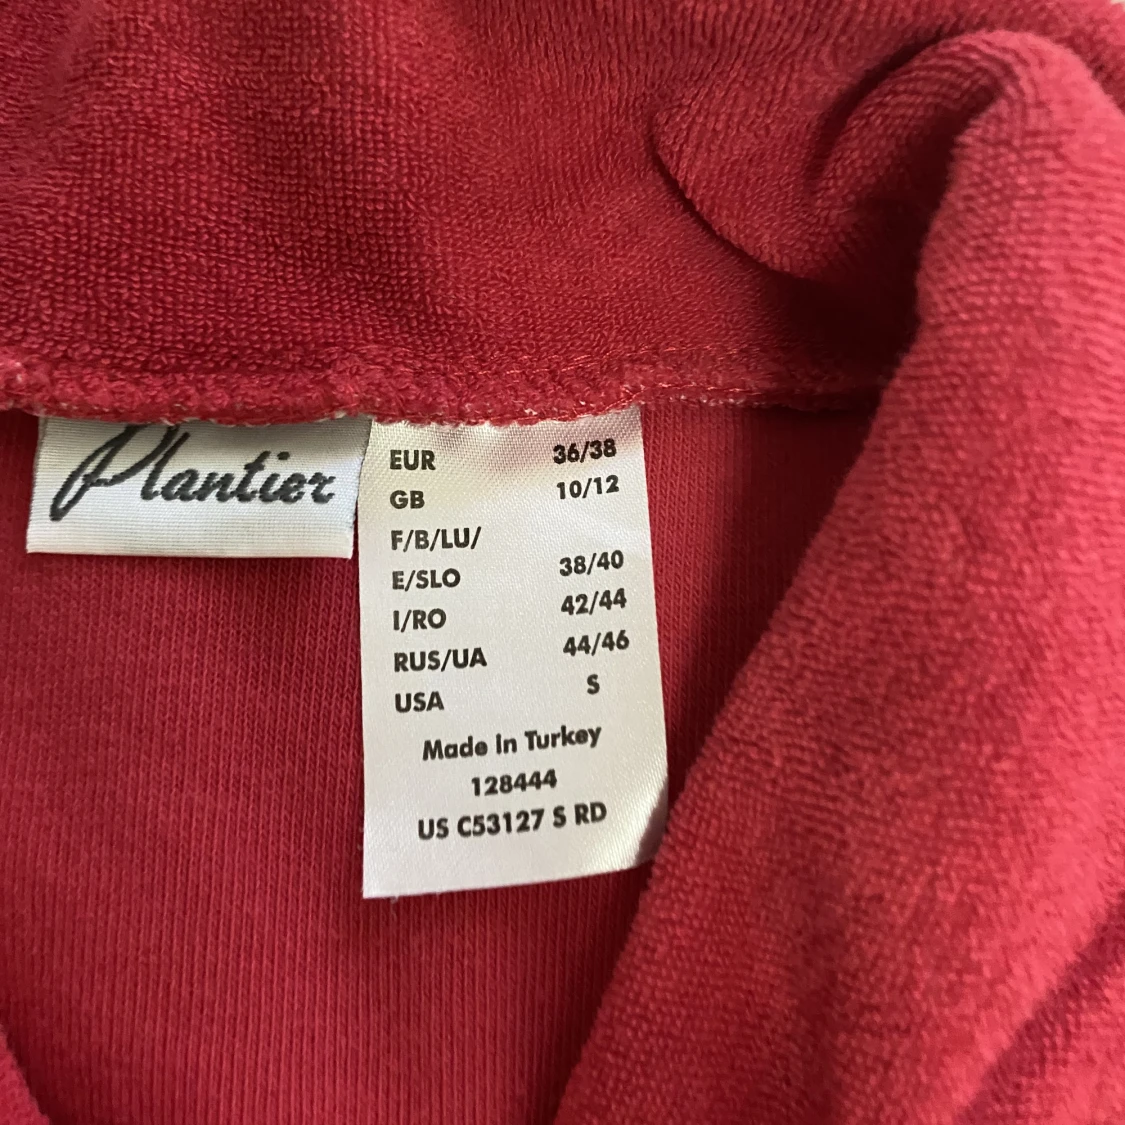 Plantier
EUR 36/38
GB 10/12
F/B/LU/
E/SLO 38/40
I/RO 42/44
RUS/UA 44/46
USA S
Made in Turkey
128444
US C53127 S RD